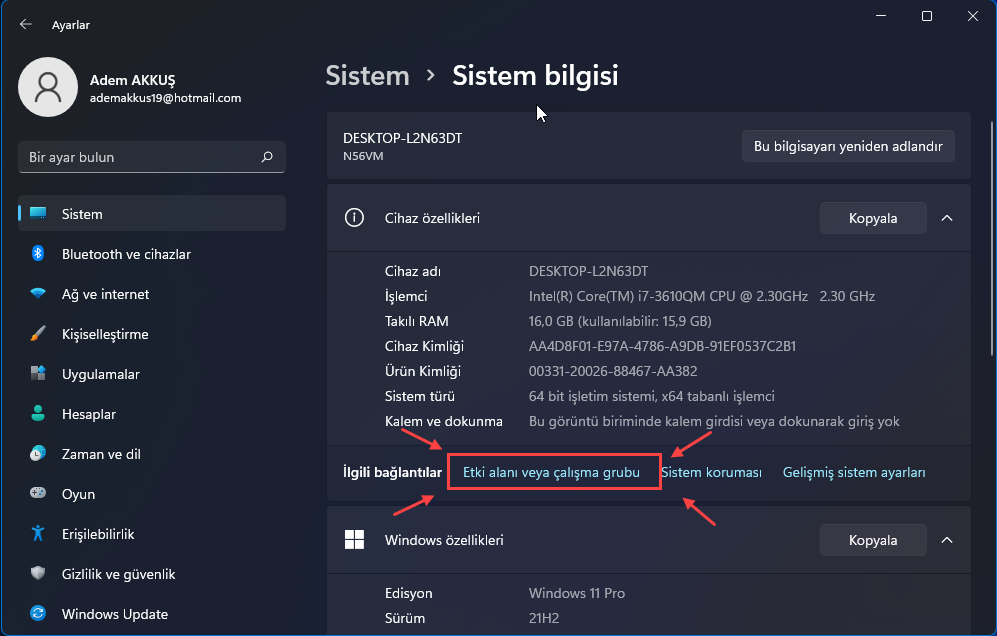 Ayarlar
Adem AKKUŞ
ademakkus19@hotmail.com
Bir ayar bulun
Sistem
Bluetooth ve cihazlar
Ağ ve internet
Kişiselleştirme
Uygulamalar
Hesaplar
Zaman ve dil
Oyun
Erişilebilirlik
Gizlilik ve güvenlik
Windows Update
Sistem › Sistem bilgisi
DESKTOP-L2N63DT
N56VM
Bu bilgisayarı yeniden adlandır
Cihaz özellikleri
Kopyala
Cihaz adı DESKTOP-L2N63DT
İşlemci Intel(R) Core(TM) i7-3610QM CPU @ 2.30GHz 2.30 GHz
Takılı RAM 16,0 GB (kullanılabilir: 15,9 GB)
Cihaz Kimliği AA4D8F01-E97A-4786-A9DB-91EF0537C2B1
Ürün Kimliği 00331-20026-88467-AA382
Sistem türü 64 bit işletim sistemi, x64 tabanlı işlemci
Kalem ve dokunma Bu görüntü biriminde kalem girdisi veya dokunarak giriş yok
İlgili bağlantılar Etki alanı veya çalışma grubu Sistem koruması Gelişmiş sistem ayarları
Windows özellikleri
Kopyala
Edisyon Windows 11 Pro
Sürüm 21H2